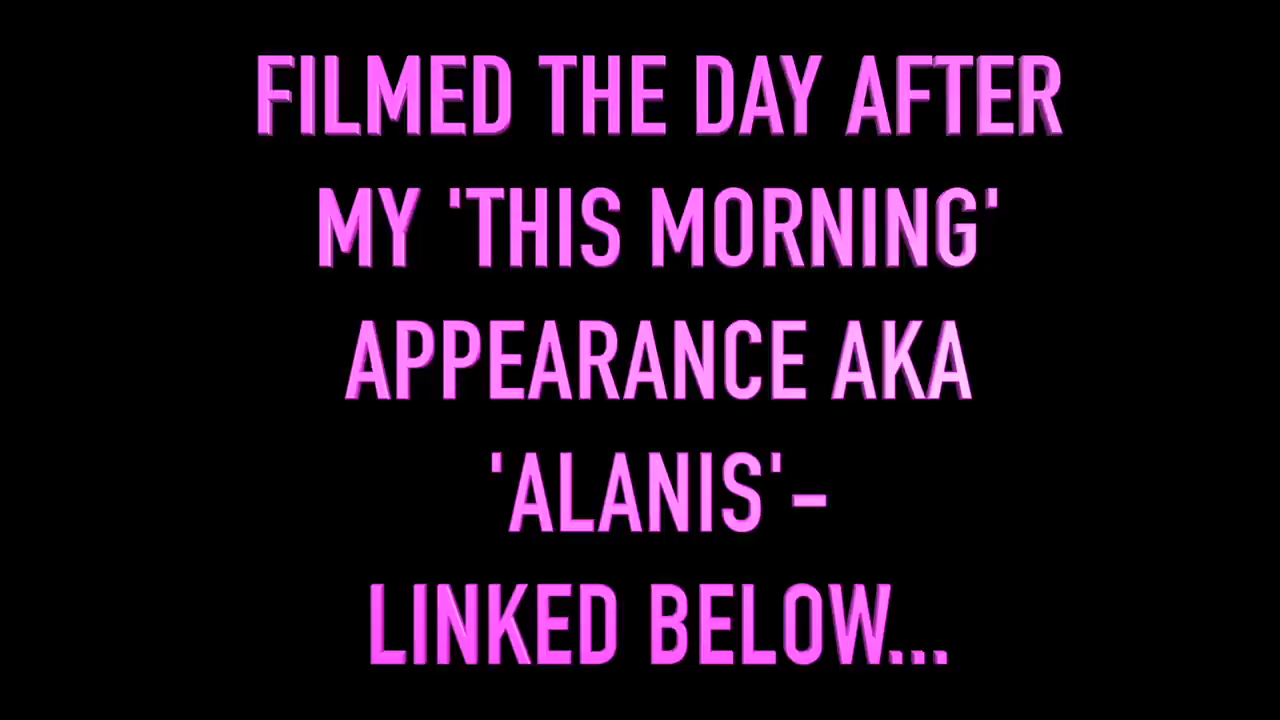 FILMED THE DAY AFTER
MY 'THIS MORNING'
APPEARANCE AKA
'ALANIS'-
LINKED BELOW...